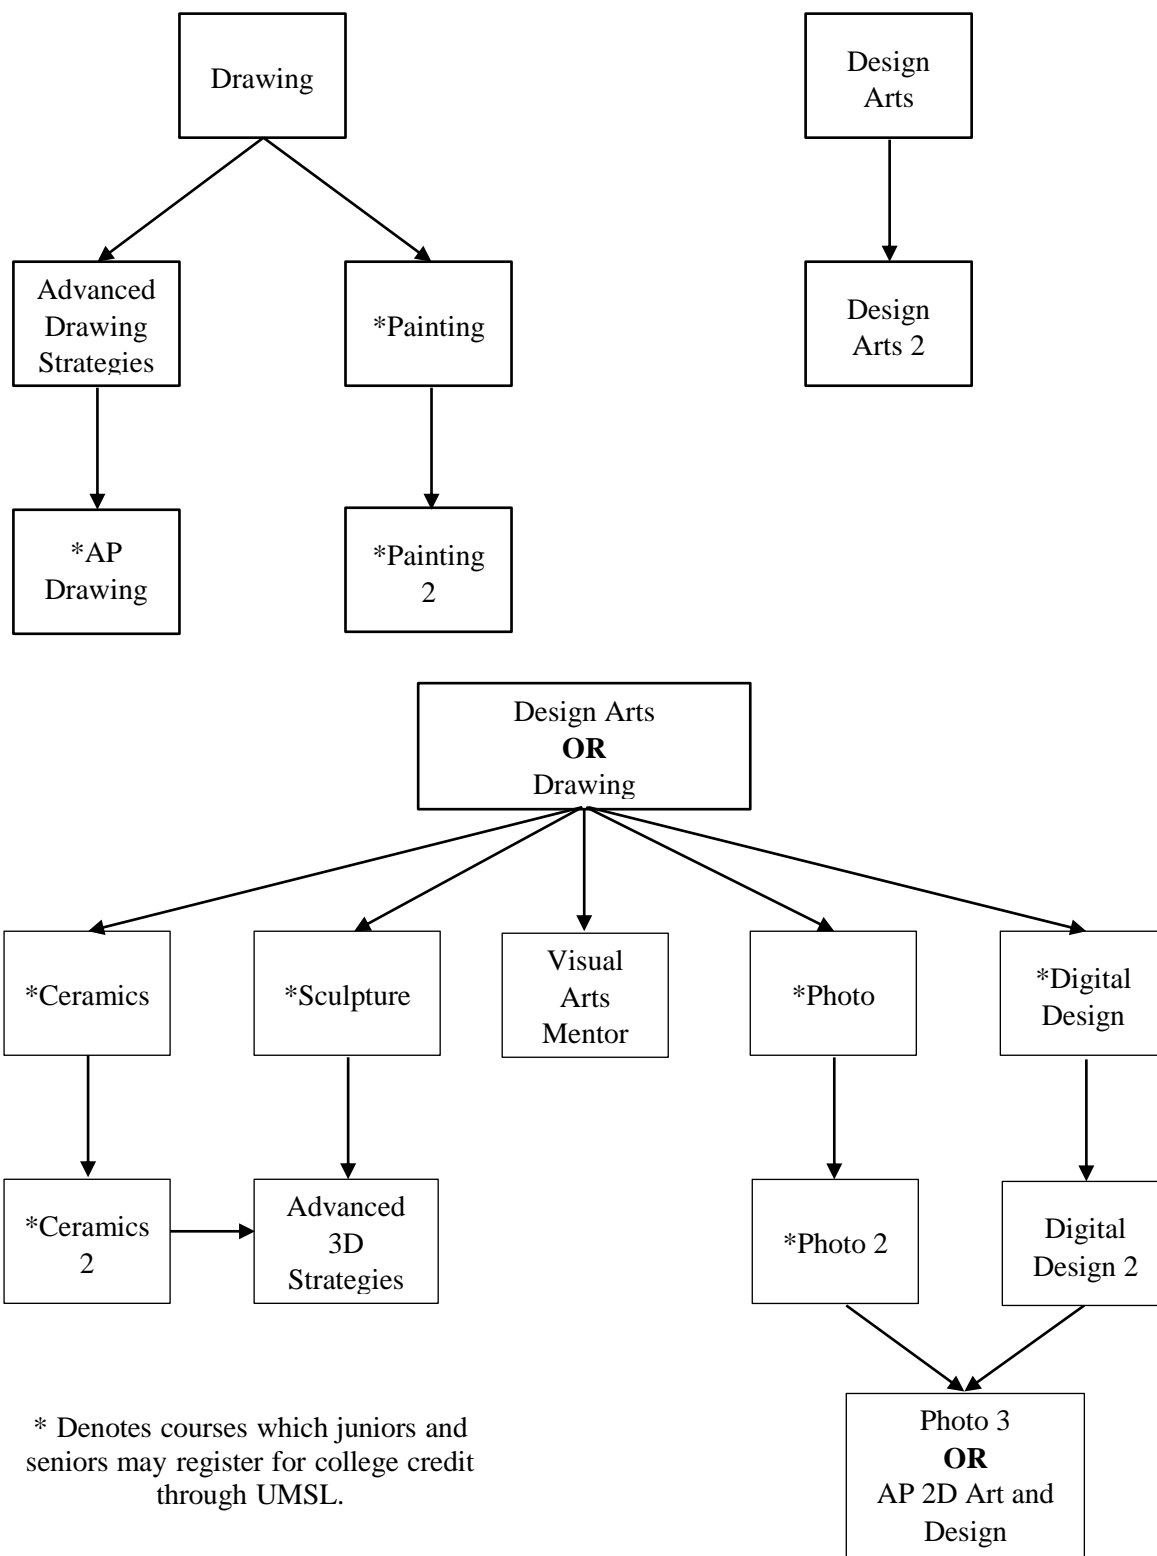 Drawing
Design
Arts
Advanced
Drawing
Strategies
*Painting
Design
Arts 2
*AP
Drawing
*Painting
2
Design Arts
OR
Drawing
*Ceramics
*Sculpture
Visual
Arts
Mentor
*Photo
*Digital
Design
*Ceramics
2
Advanced
3D
Strategies
*Photo 2
Digital
Design 2
* Denotes courses which juniors and
seniors may register for college credit
through UMSL.
Photo 3
OR
AP 2D Art and
Design